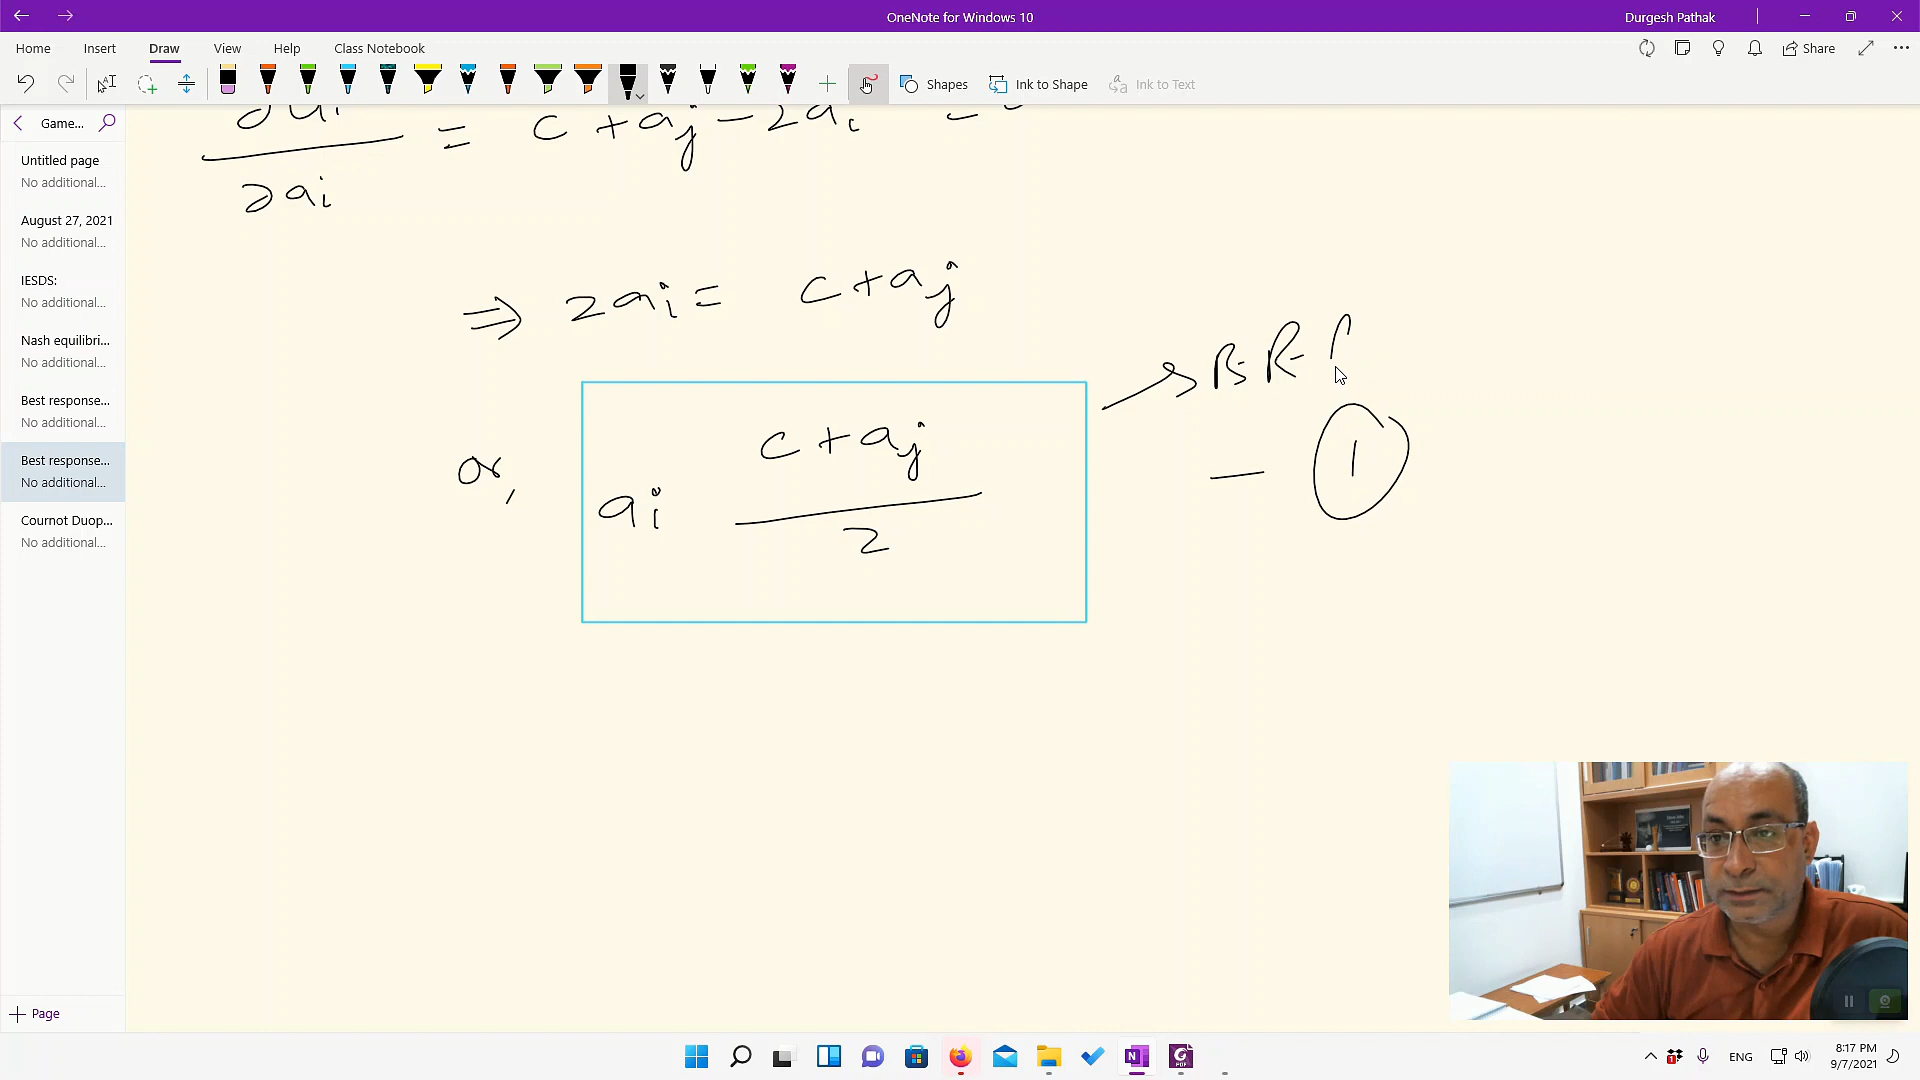 OneNote for Windows 10
Durgesh Pathak
Home Insert Draw View Help Class Notebook
Share
Shapes
Ink to Shape
Ink to Text
Game...
Untitled page
No additional...
August 27, 2021
No additional...
IESDS:
No additional...
Nash equilibri...
No additional...
Best response...
No additional...
Best response...
No additional...
Cournot Duop...
No additional...
Page
∂ui
∂ai
= c + aj − 2ai =
⇒ 2ai = c + aj
or,
ai
c + aj
2
→ B.R.
— 1
ENG
8:17 PM
9/7/2021